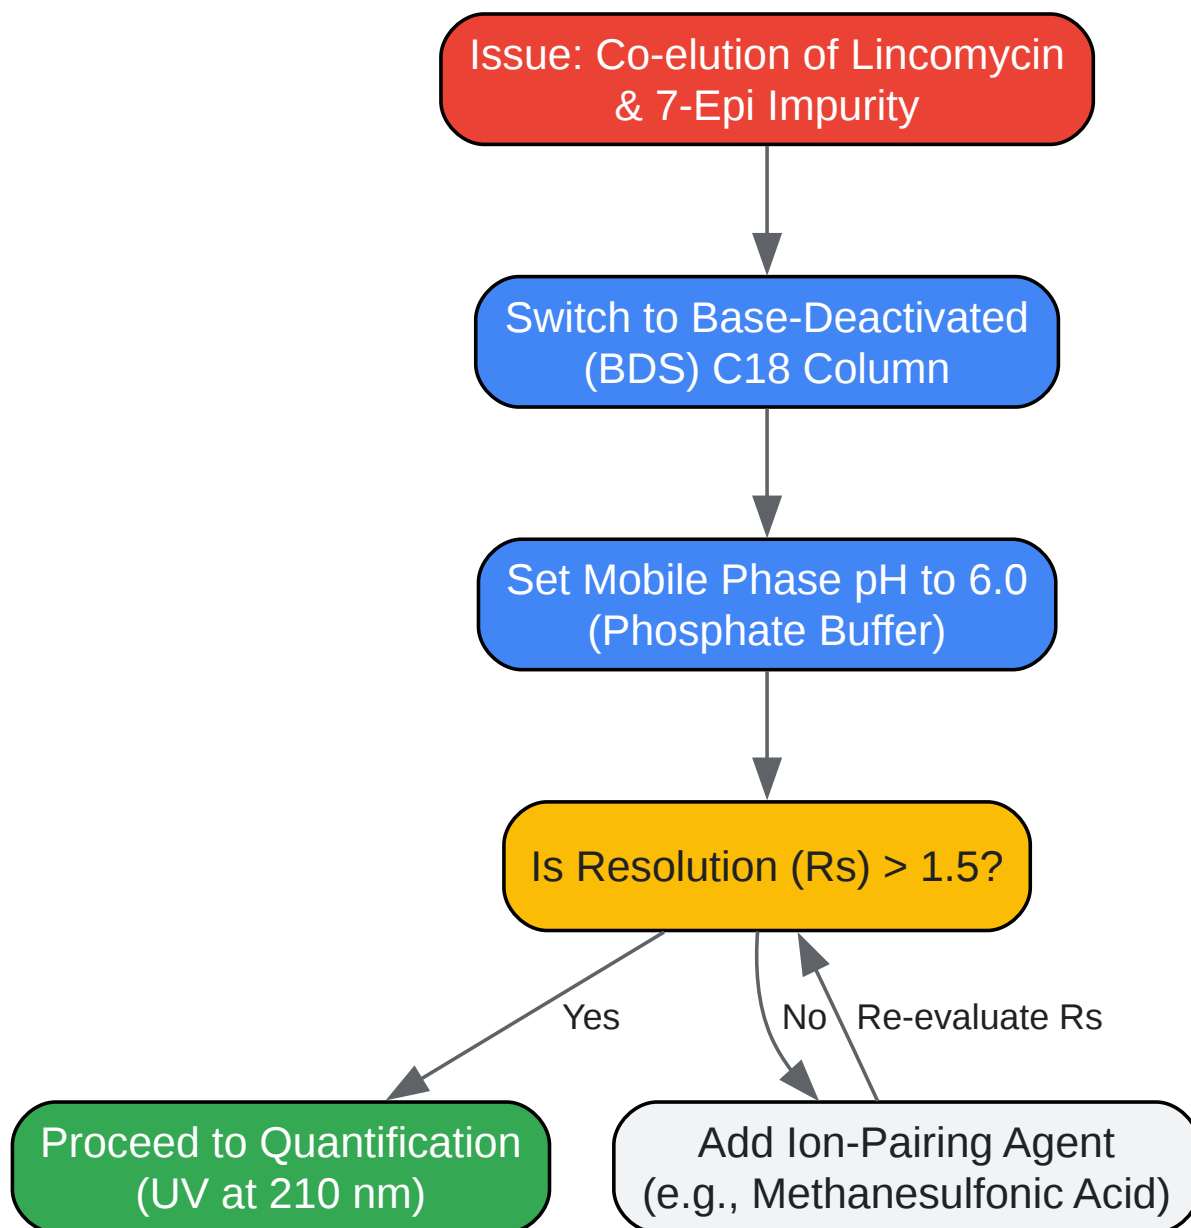 Issue: Co-elution of Lincomycin
& 7-Epi Impurity
Switch to Base-Deactivated
(BDS) C18 Column
Set Mobile Phase pH to 6.0
(Phosphate Buffer)
Is Resolution (Rs) > 1.5?
Yes
No
Re-evaluate Rs
Proceed to Quantification
(UV at 210 nm)
Add Ion-Pairing Agent
(e.g., Methanesulfonic Acid)